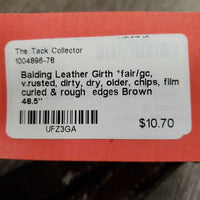 The Tack Collector
1004896-78
Balding Leather Girth *fair/gc,
v.rusted, dirty, dry, older, chips, film
curled & rough edges Brown
48.5"
UFZ3GA
$10.70